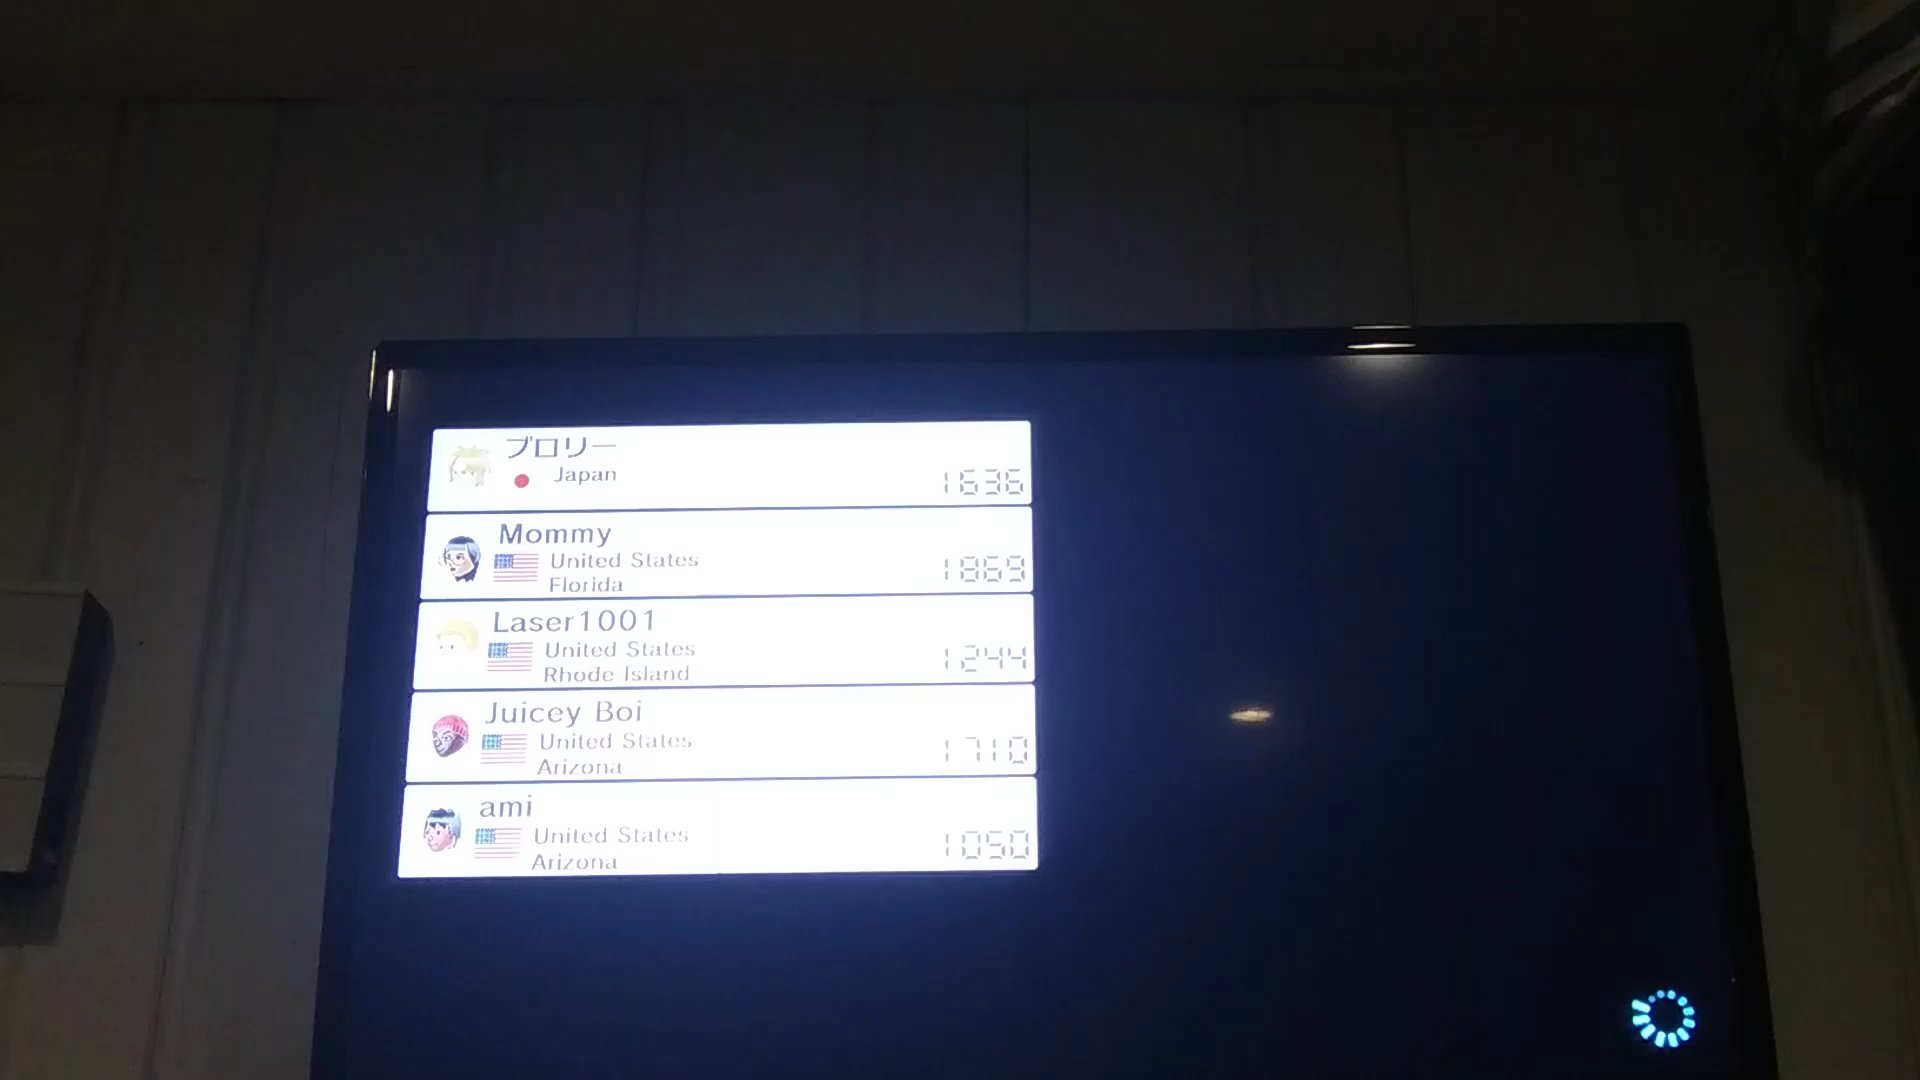 ブロリー
Japan
1636
Mommy
United States
Florida
1869
Laser1001
United States
Rhode Island
1244
Juicey Boi
United States
Arizona
1710
ami
United States
Arizona
1050